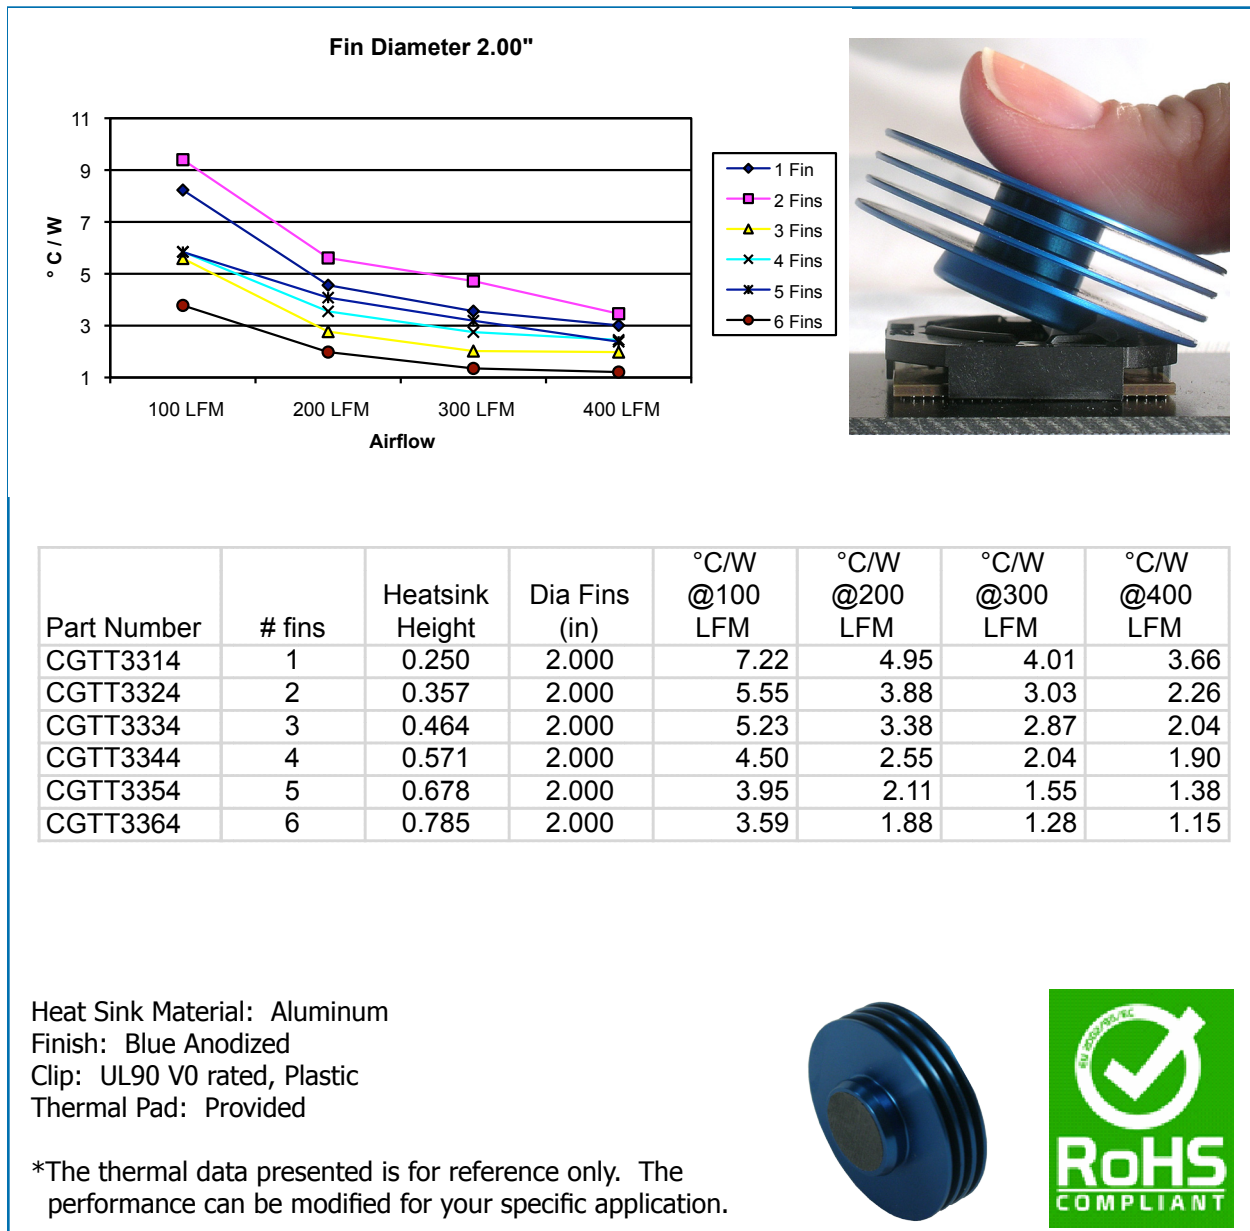 Fin Diameter 2.00"
11
9
7
5
3
1
° C / W
100 LFM 200 LFM 300 LFM 400 LFM
Airflow
1 Fin
2 Fins
3 Fins
4 Fins
5 Fins
6 Fins
Part Number # fins Heatsink Height Dia Fins (in) °C/W @100 LFM °C/W @200 LFM °C/W @300 LFM °C/W @400 LFM
CGTT3314 1 0.250 2.000 7.22 4.95 4.01 3.66
CGTT3324 2 0.357 2.000 5.55 3.88 3.03 2.26
CGTT3334 3 0.464 2.000 5.23 3.38 2.87 2.04
CGTT3344 4 0.571 2.000 4.50 2.55 2.04 1.90
CGTT3354 5 0.678 2.000 3.95 2.11 1.55 1.38
CGTT3364 6 0.785 2.000 3.59 1.88 1.28 1.15
Heat Sink Material: Aluminum
Finish: Blue Anodized
Clip: UL90 V0 rated, Plastic
Thermal Pad: Provided
*The thermal data presented is for reference only. The
performance can be modified for your specific application.
EU 2002/95/EC
RoHS
COMPLIANT